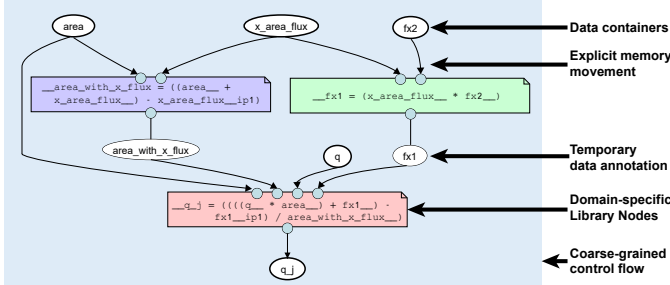 area
x_area_flux
fx2
Data containers
Explicit memory
movement
__area_with_x_flux = ((area__ +
x_area_flux__) - x_area_flux__ip1)
__fx1 = (x_area_flux__ * fx2__)
area_with_x_flux
q
fx1
Temporary
data annotation
__q_j = ((((q__ * area__) + fx1__) -
fx1__ip1) / area_with_x_flux__)
Domain-specific
Library Nodes
q_j
Coarse-grained
control flow